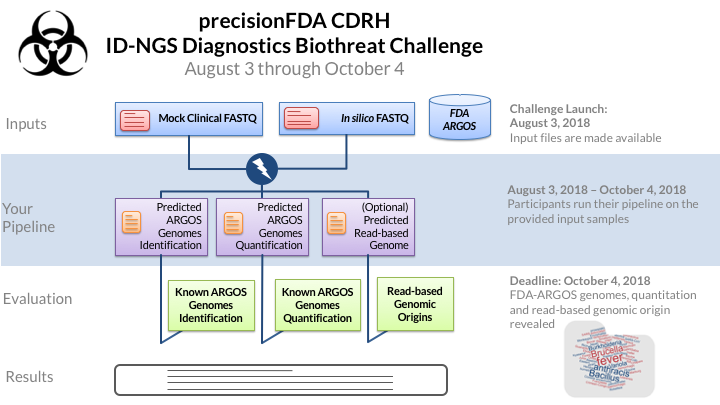 precisionFDA CDRH
ID-NGS Diagnostics Biothreat Challenge
August 3 through October 4
Inputs
Mock Clinical FASTQ
In silico FASTQ
FDA
ARGOS
Challenge Launch:
August 3, 2018
Input files are made available
Your
Pipeline
Predicted
ARGOS
Genomes
Identification
Predicted
ARGOS
Genomes
Quantification
(Optional)
Predicted
Read-based
Genome
August 3, 2018 – October 4, 2018
Participants run their pipeline on the
provided input samples
Evaluation
Known ARGOS
Genomes
Identification
Known ARGOS
Genomes
Quantification
Read-based
Genomic
Origins
Deadline: October 4, 2018
FDA-ARGOS genomes, quantitation
and read-based genomic origin
revealed
Results
Burkholderia
Brucella
fever
anthracis
Bacillus